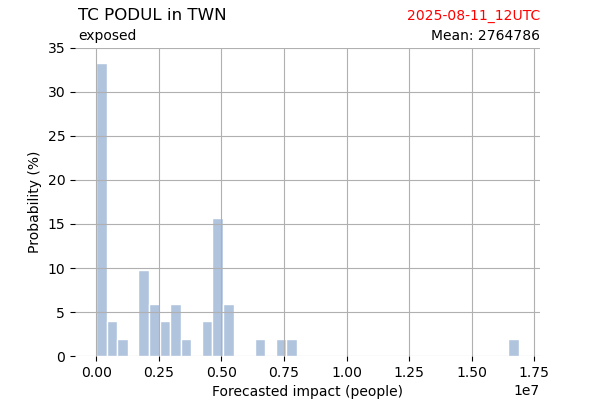 TC PODUL in TWN
2025-08-11_12UTC
exposed
Mean: 2764786
Probability (%)
35
30
25
20
15
10
5
0
0.00 0.25 0.50 0.75 1.00 1.25 1.50 1.75
1e7
Forecasted impact (people)